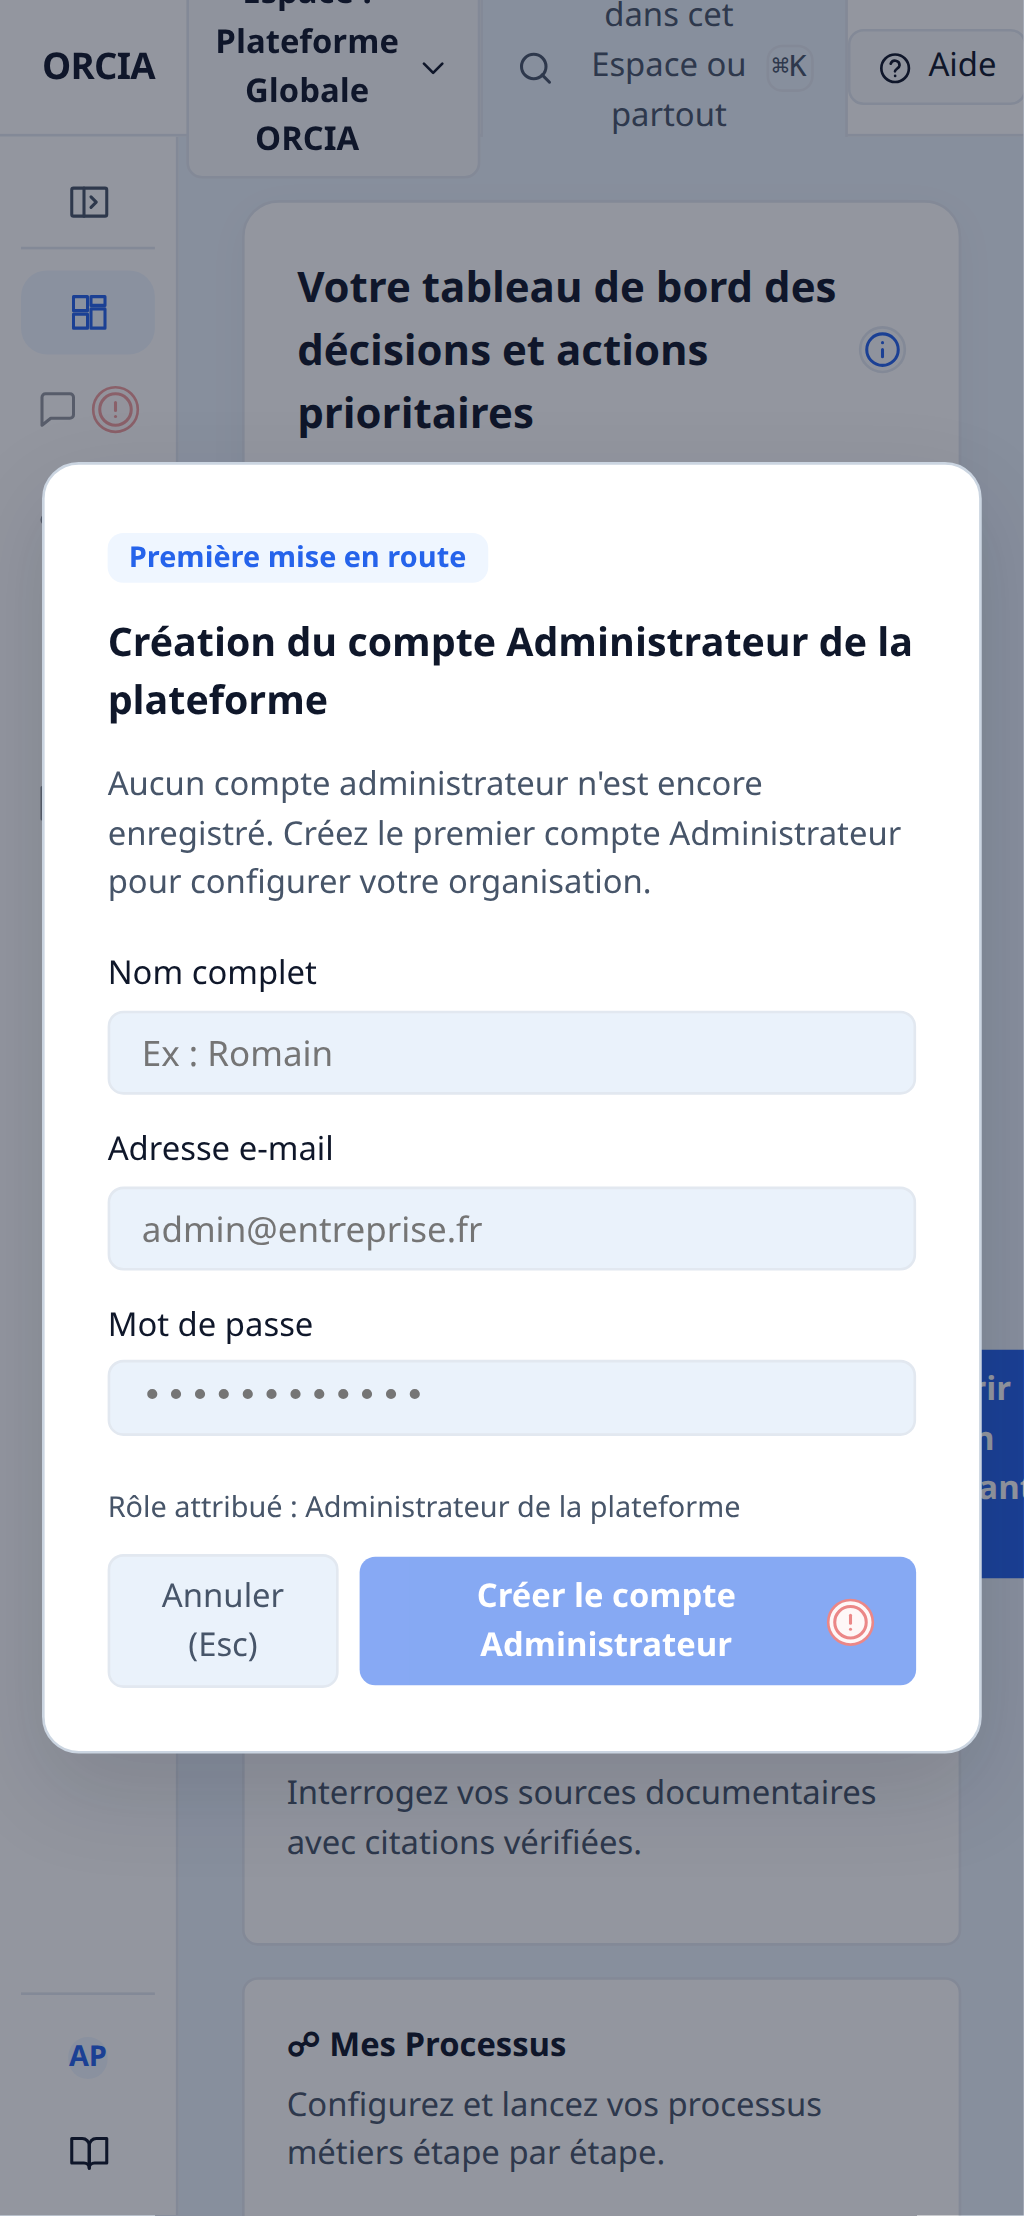 ORCIA
Espace :
Plateforme
Globale
ORCIA
dans cet
Espace ou
partout
⌘K
Aide
Votre tableau de bord des
décisions et actions
prioritaires
Première mise en route
Création du compte Administrateur de la
plateforme
Aucun compte administrateur n'est encore
enregistré. Créez le premier compte Administrateur
pour configurer votre organisation.
Nom complet
Ex : Romain
Adresse e-mail
admin@entreprise.fr
Mot de passe
••••••••••••
Rôle attribué : Administrateur de la plateforme
Annuler
(Esc)
Créer le compte
Administrateur
Interrogez vos sources documentaires
avec citations vérifiées.
Mes Processus
Configurez et lancez vos processus
métiers étape par étape.
AP